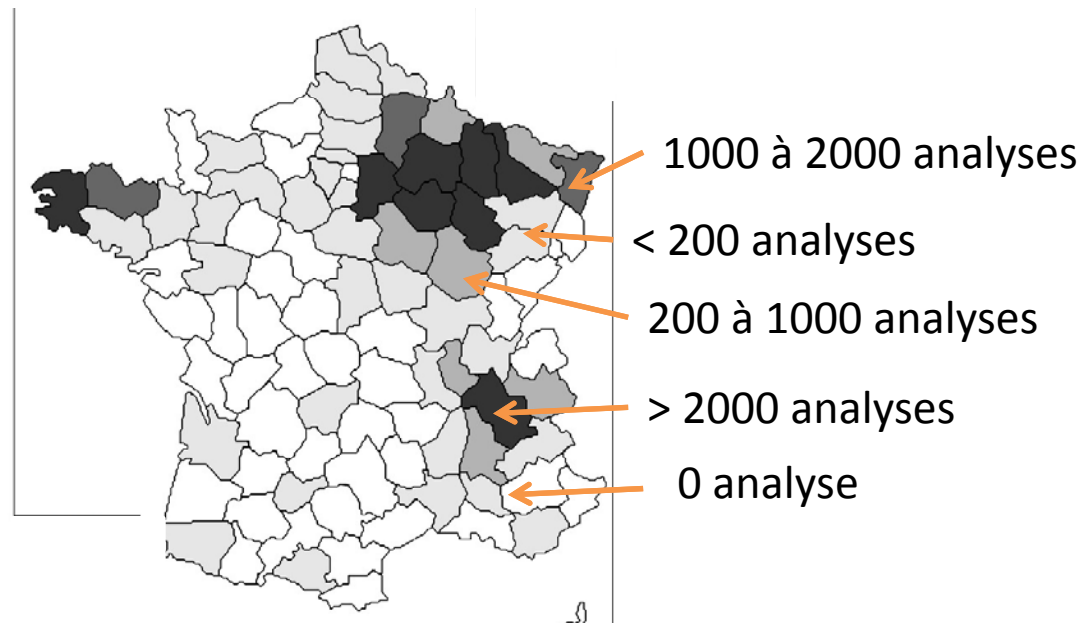 1000 à 2000 analyses
< 200 analyses
200 à 1000 analyses
> 2000 analyses
0 analyse